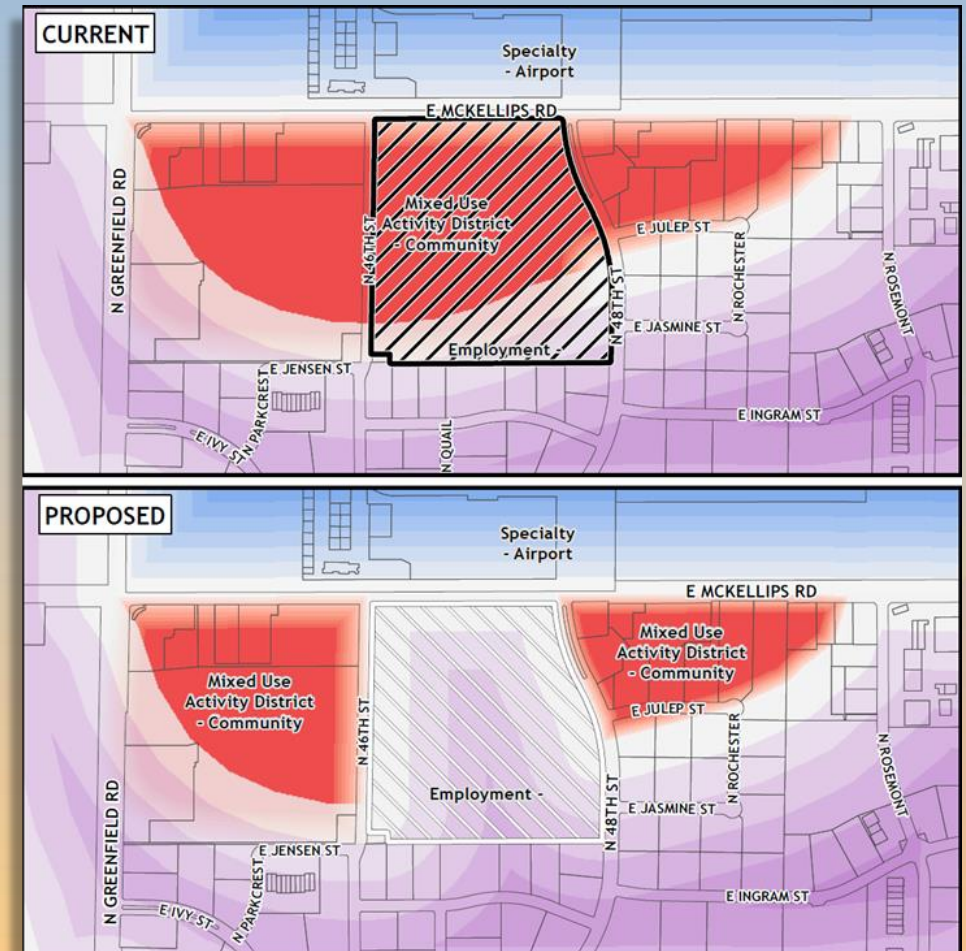 CURRENT
Specialty
- Airport
E MCKELLIPS RD
N GREENFIELD RD
Mixed Use
Activity District
- Community
N 46TH ST
E JULEP ST
N 48TH ST
N ROCHESTER
N ROSEMONT
E JASMINE ST
Employment -
E JENSEN ST
N PARKCREST
E IVY ST
N QUAIL
E INGRAM ST
PROPOSED
Specialty
- Airport
E MCKELLIPS RD
Mixed Use
Activity District
- Community
Mixed Use
Activity District
- Community
N 46TH ST
E JULEP ST
N ROCHESTER
N ROSEMONT
N GREENFIELD RD
Employment -
N 48TH ST
E JASMINE ST
E JENSEN ST
N PARKCREST
E IVY ST
E INGRAM ST